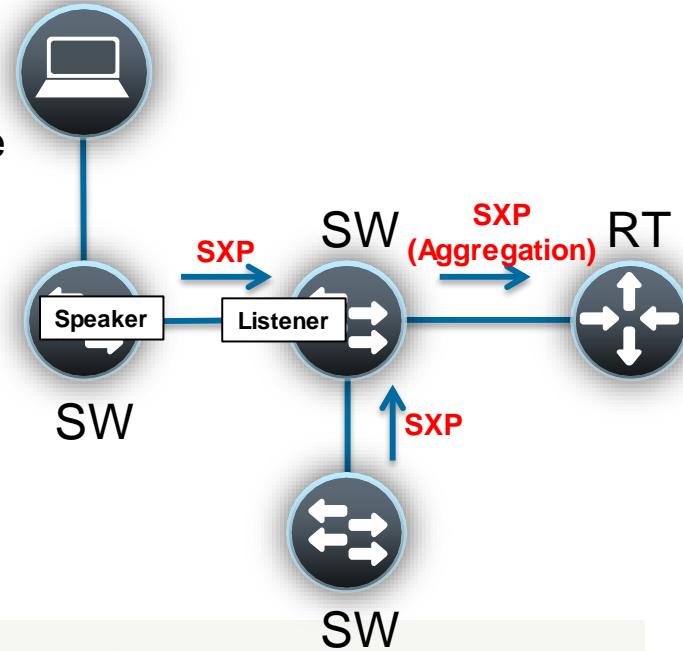 e
SW
SXP
(Aggregation)
RT
SXP
Speaker
Listener
SW
SXP
SW